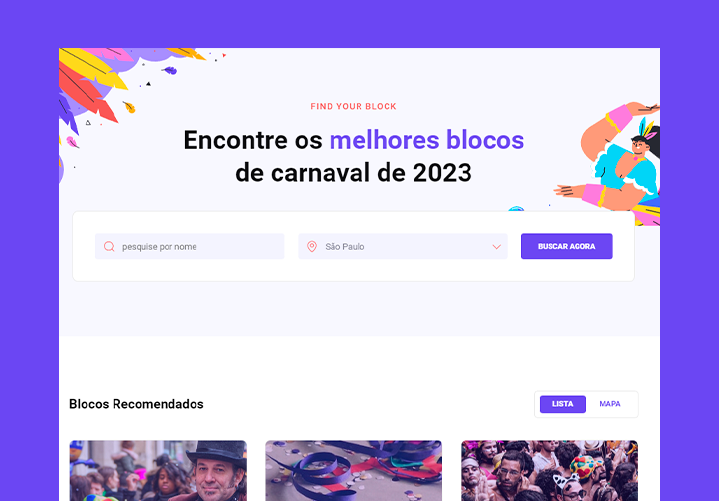 FIND YOUR BLOCK
Encontre os melhores blocos
de carnaval de 2023
pesquise por nome
São Paulo
BUSCAR AGORA
Blocos Recomendados
LISTA
MAPA